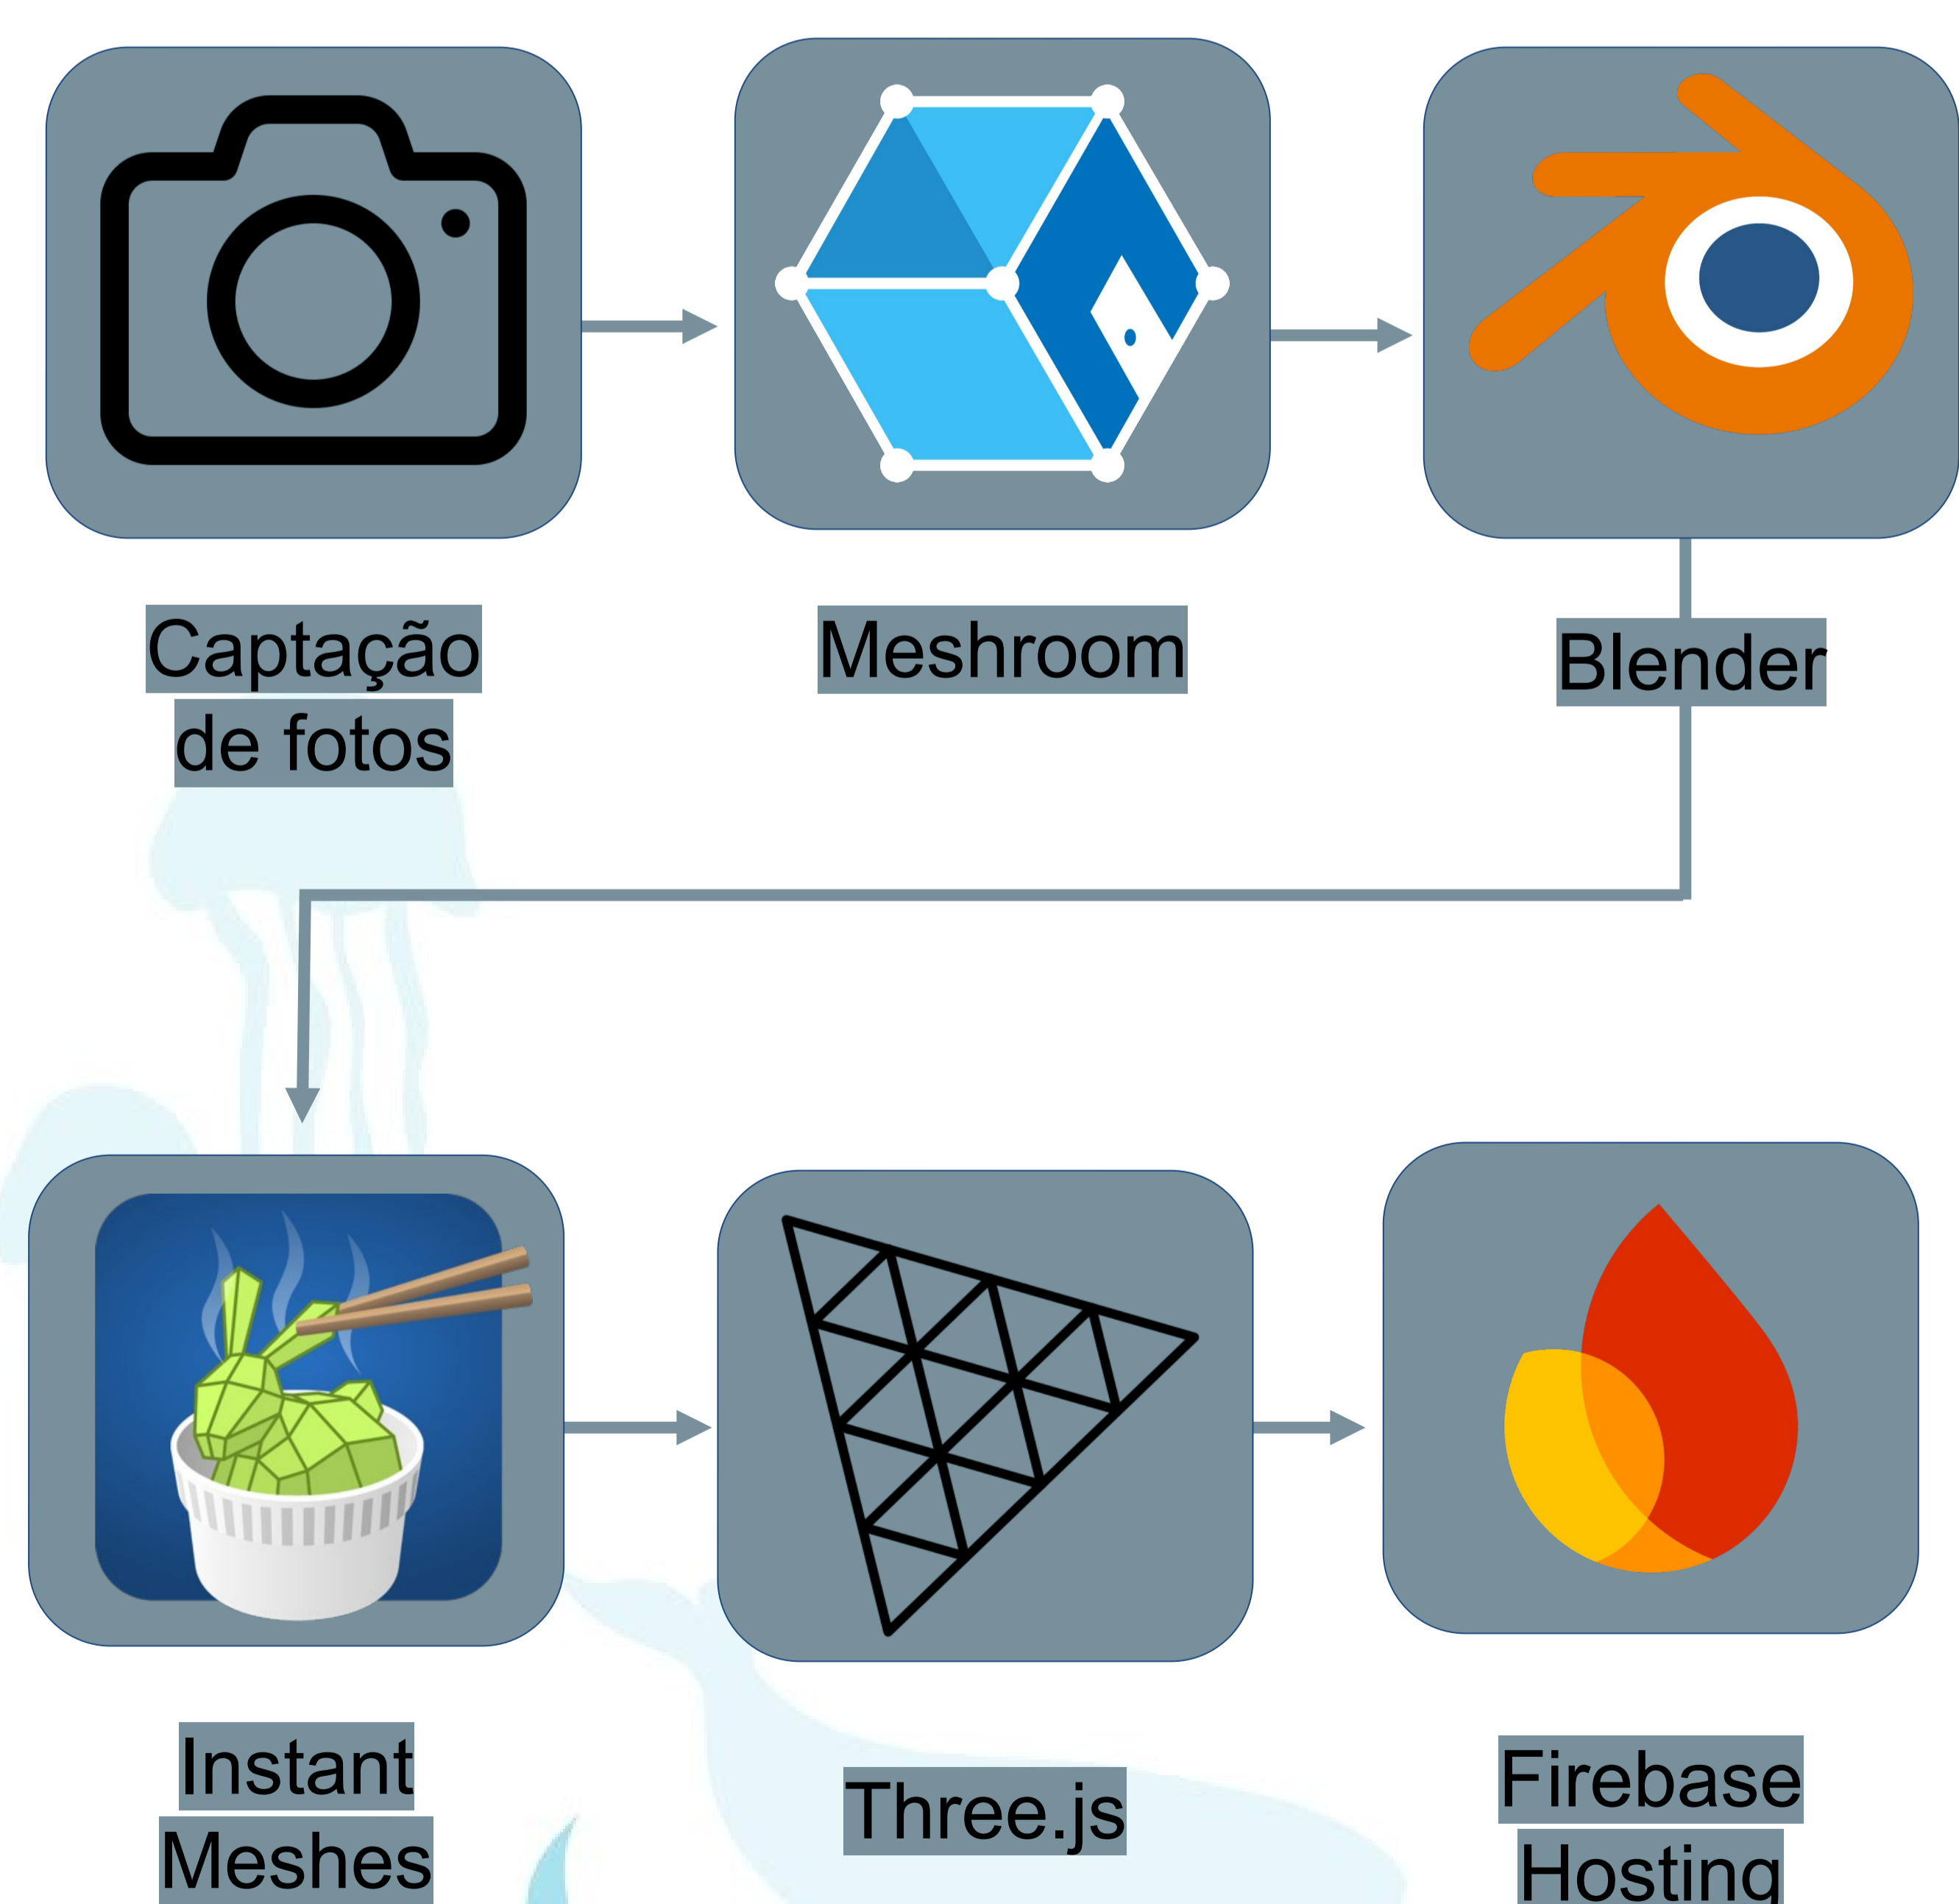 Captação
de fotos
Meshroom
Blender
Instant
Meshes
Three.js
Firebase
Hosting